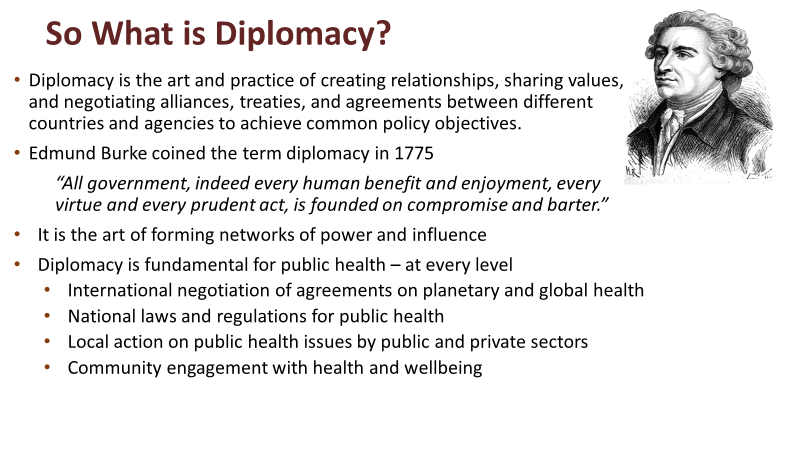 So What is Diplomacy?
• Diplomacy is the art and practice of creating relationships, sharing values,
and negotiating alliances, treaties, and agreements between different
countries and agencies to achieve common policy objectives.
• Edmund Burke coined the term diplomacy in 1775
“All government, indeed every human benefit and enjoyment, every
virtue and every prudent act, is founded on compromise and barter.”
• It is the art of forming networks of power and influence
• Diplomacy is fundamental for public health – at every level
• International negotiation of agreements on planetary and global health
• National laws and regulations for public health
• Local action on public health issues by public and private sectors
• Community engagement with health and wellbeing